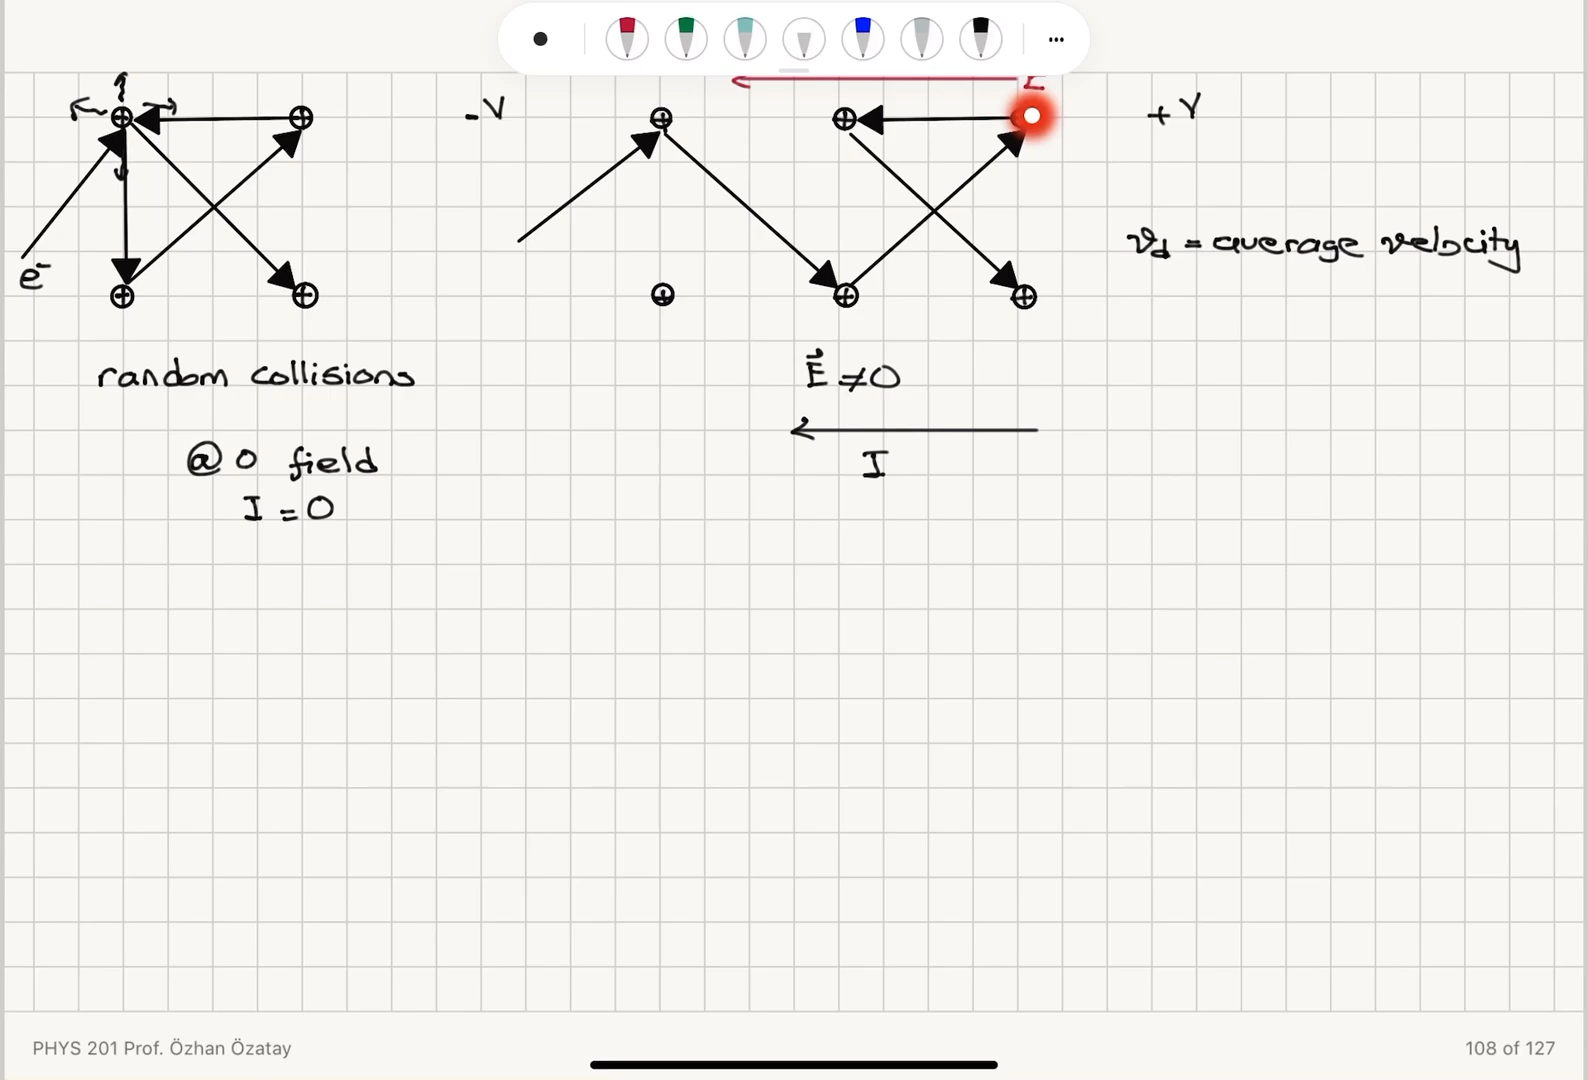 -V
+V
e⁻
v_d = average velocity
random collisions
@ 0 field
I = 0
E⃗ ≠ 0
I
PHYS 201 Prof. Özhan Özatay
108 of 127